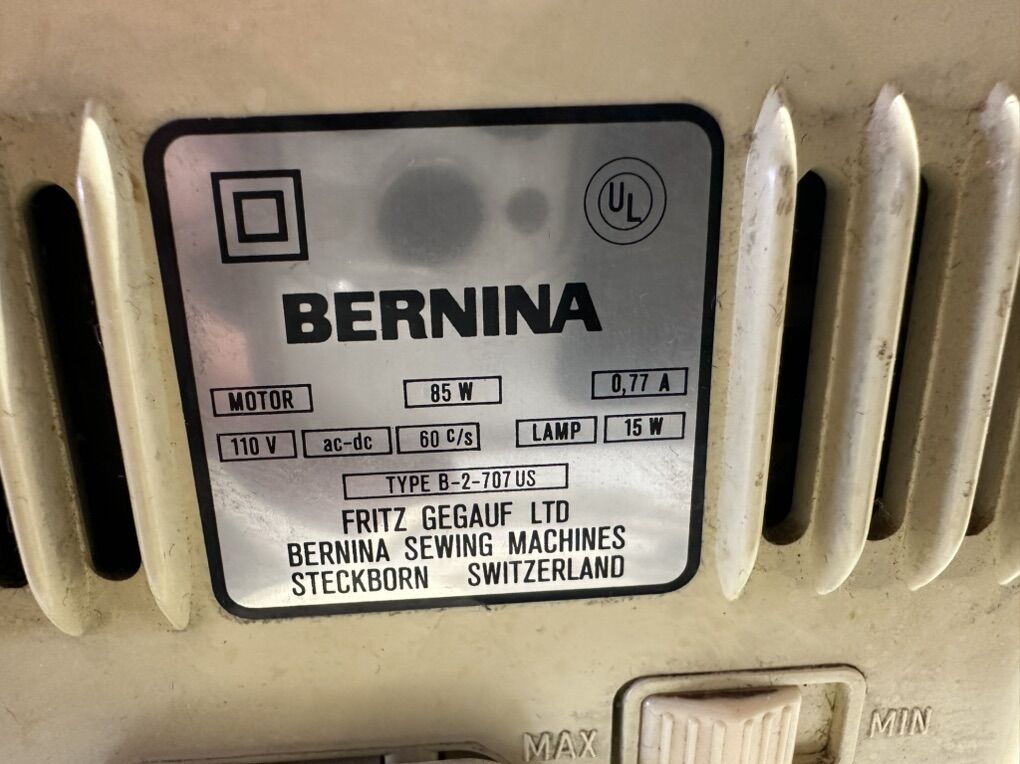 UL
BERNINA
MOTOR 85 W 0,77 A
110 V ac-dc 60 c/s LAMP 15 W
TYPE B-2-707 US
FRITZ GEGAUF LTD
BERNINA SEWING MACHINES
STECKBORN SWITZERLAND
MAX MIN